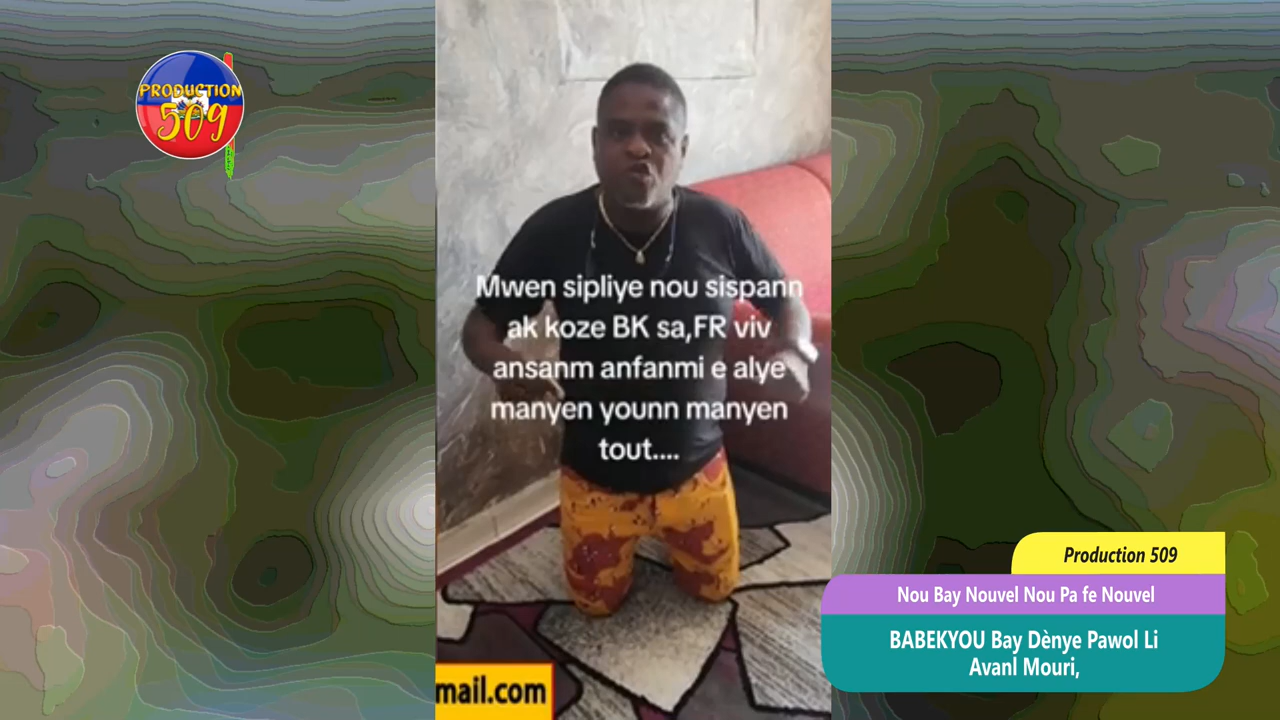 PRODUCTION
509
Mwen sipliye nou sispann
ak koze BK sa,FR viv
ansanm anfanmi e alye
manyen younn manyen
tout....
mail.com
Production 509
Nou Bay Nouvel Nou Pa fe Nouvel
BABEKYOU Bay Dènye Pawol Li
Avanl Mouri,